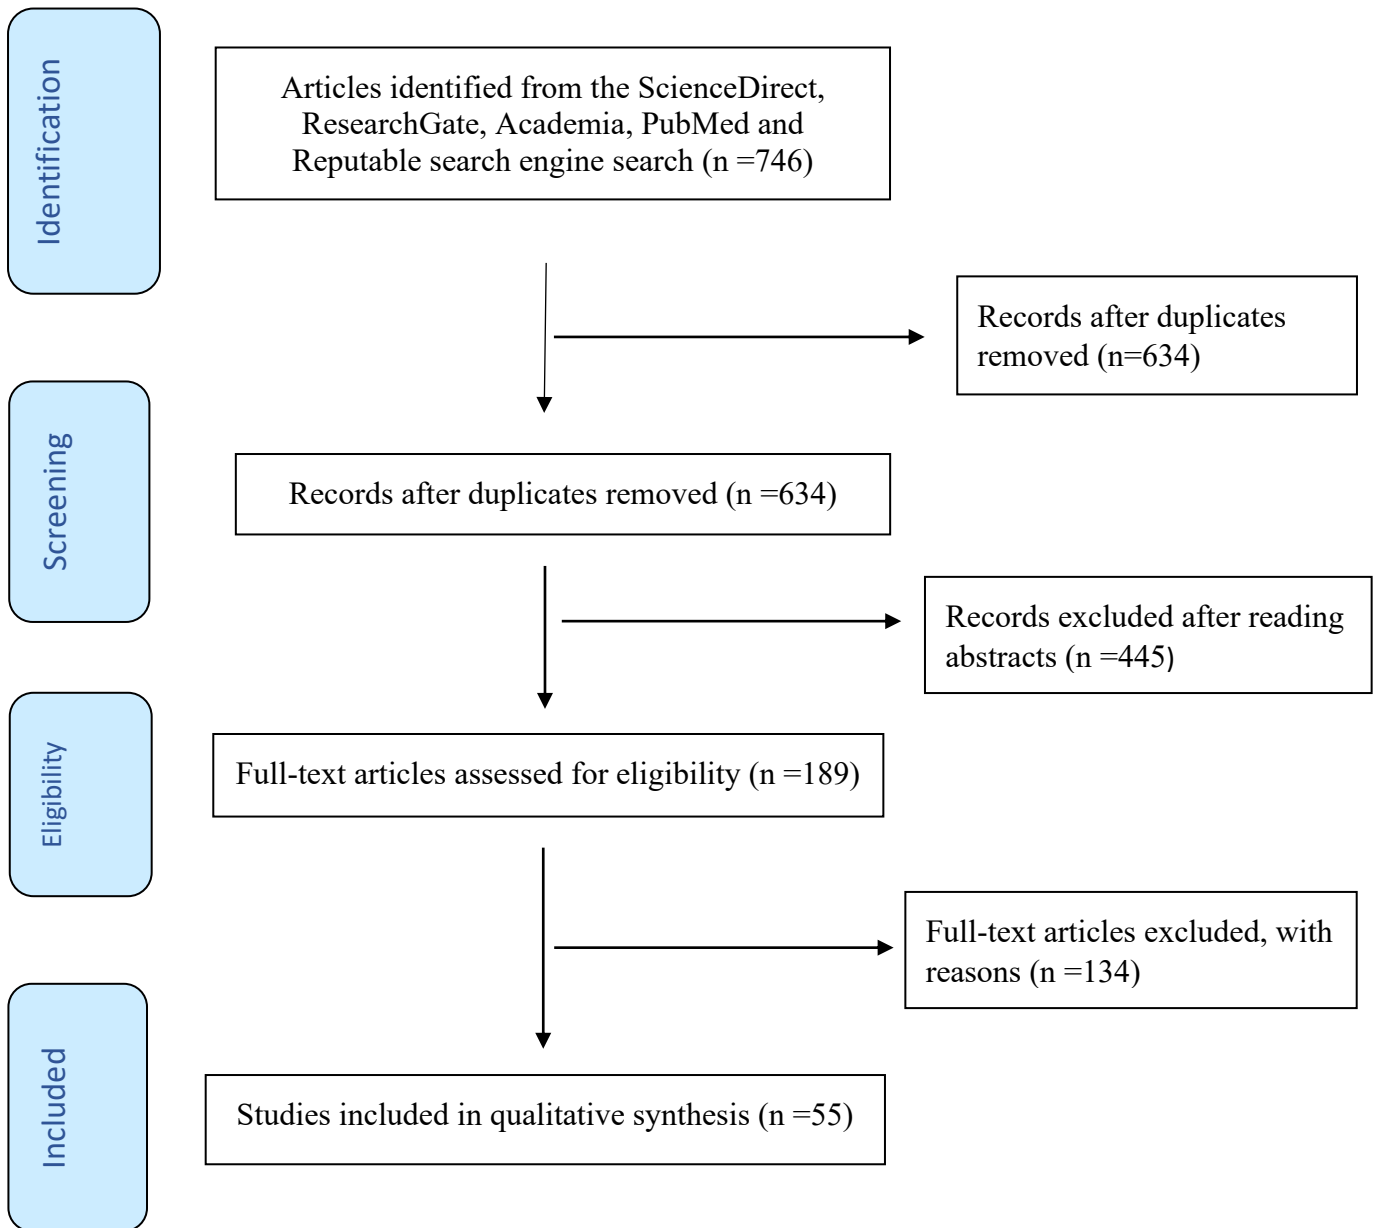 Identification
Articles identified from the ScienceDirect,
ResearchGate, Academia, PubMed and
Reputable search engine search (n =746)
Records after duplicates
removed (n=634)
Screening
Records after duplicates removed (n =634)
Records excluded after reading
abstracts (n =445)
Eligibility
Full-text articles assessed for eligibility (n =189)
Full-text articles excluded, with
reasons (n =134)
Included
Studies included in qualitative synthesis (n =55)